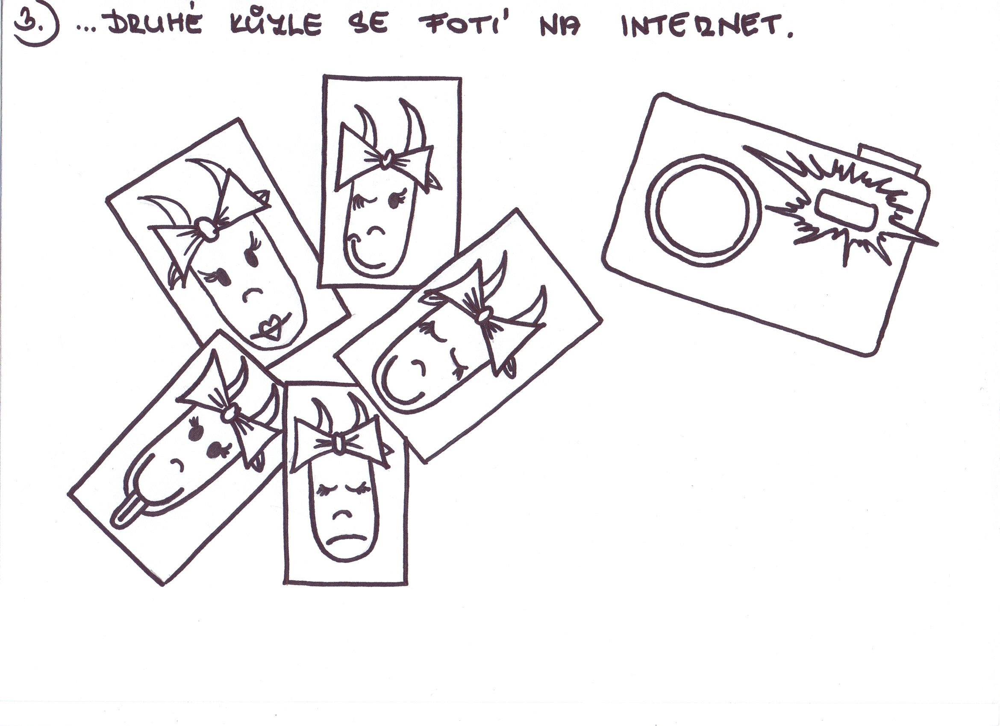 3. ...DRUHÉ KŮZLE SE FOTÍ NA INTERNET.